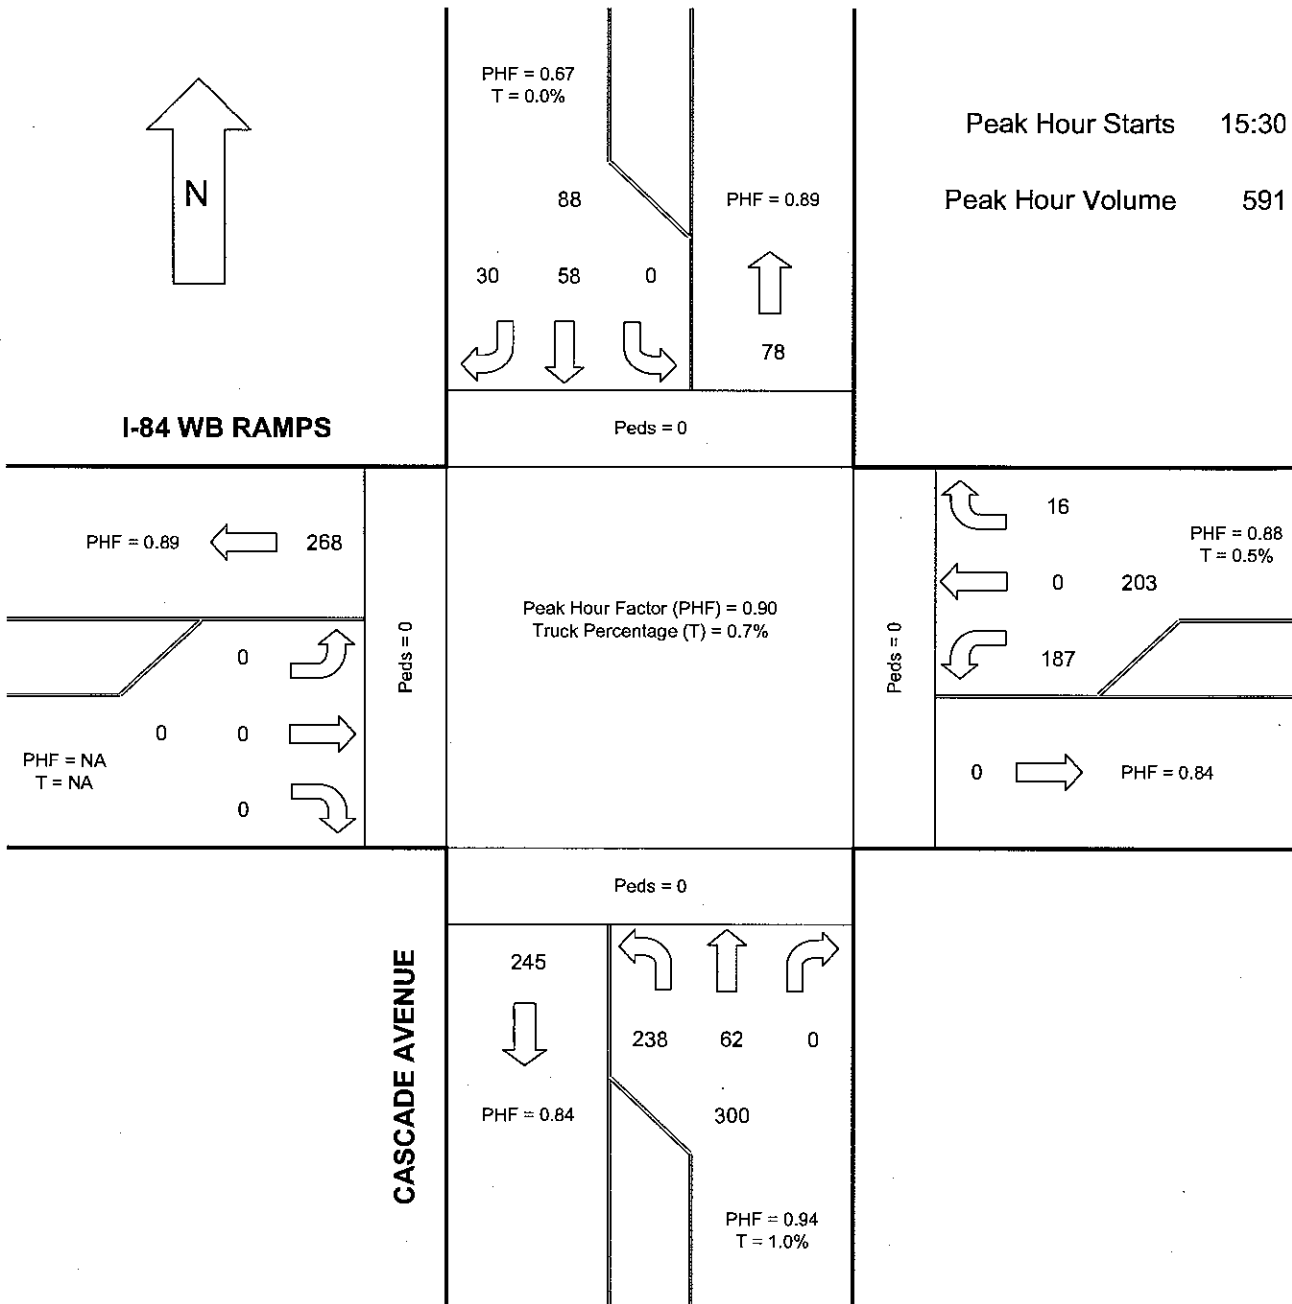 PHF = 0.67
T = 0.0%
Peak Hour Starts 15:30
N
88
PHF = 0.89
Peak Hour Volume 591
30 58 0
78
I-84 WB RAMPS
Peds = 0
16
PHF = 0.88
T = 0.5%
PHF = 0.89
268
0 203
Peak Hour Factor (PHF) = 0.90
Truck Percentage (T) = 0.7%
Peds = 0
Peds = 0
0
187
0 0
PHF = NA
T = NA
0
0
PHF = 0.84
Peds = 0
CASCADE AVENUE
245
238 62 0
PHF = 0.84
300
PHF = 0.94
T = 1.0%